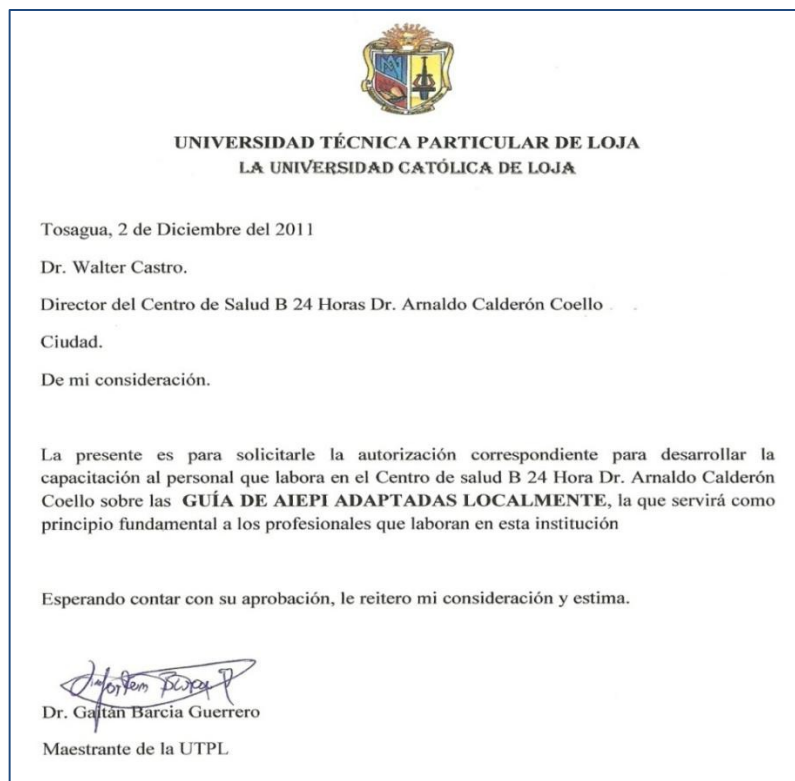 UNIVERSIDAD TÉCNICA PARTICULAR DE LOJA
LA UNIVERSIDAD CATÓLICA DE LOJA
Tosagua, 2 de Diciembre del 2011
Dr. Walter Castro.
Director del Centro de Salud B 24 Horas Dr. Arnaldo Calderón Coello
Ciudad.
De mi consideración.
La presente es para solicitarle la autorización correspondiente para desarrollar la
capacitación al personal que labora en el Centro de salud B 24 Hora Dr. Arnaldo Calderón
Coello sobre las GUÍA DE AIEPI ADAPTADAS LOCALMENTE, la que servirá como
principio fundamental a los profesionales que laboran en esta institución
Esperando contar con su aprobación, le reitero mi consideración y estima.
Dr. Gaitán Barcia Guerrero
Maestrante de la UTPL